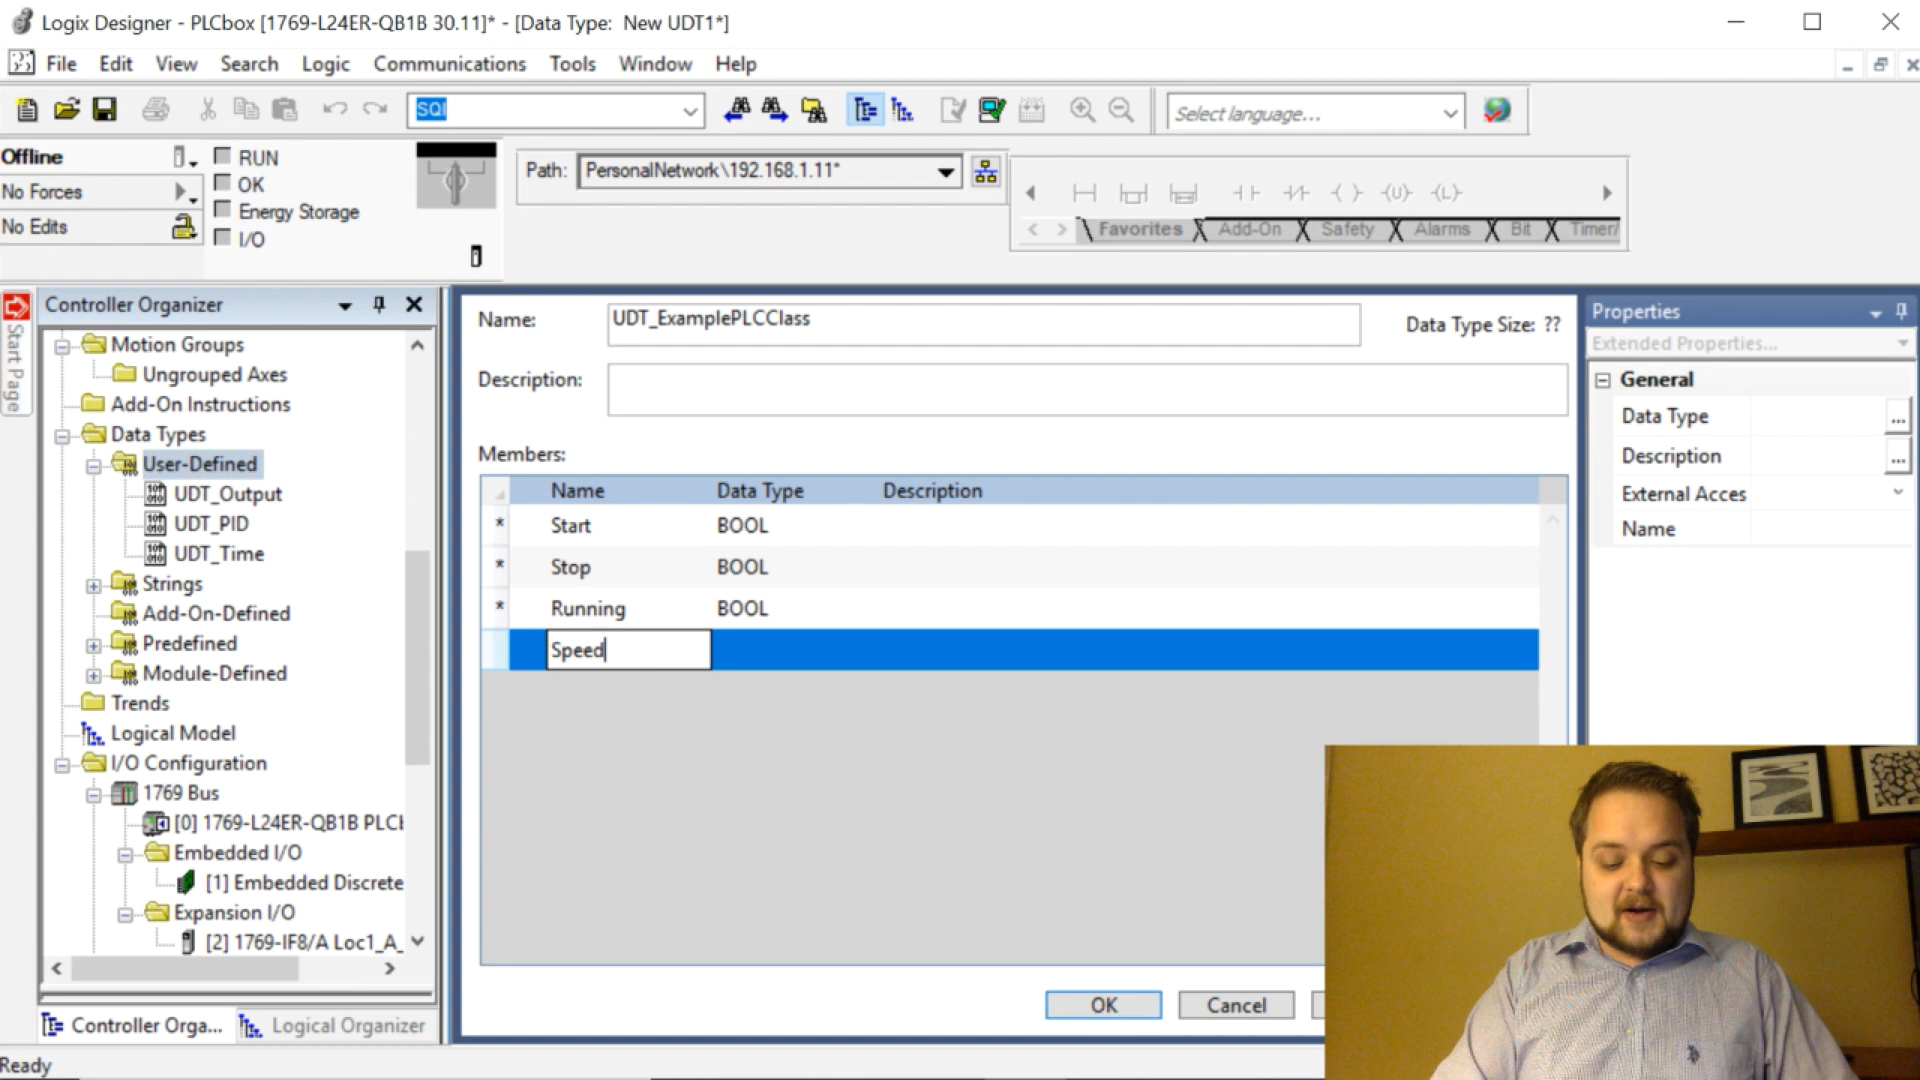 Logix Designer - PLCbox [1769-L24ER-QB1B 30.11]* - [Data Type: New UDT1*]
File Edit View Search Logic Communications Tools Window Help
SQI
Select language...
Offline
RUN
No Forces
OK
Energy Storage
No Edits
I/O
Path: PersonalNetwork\192.168.1.11*
Favorites Add-On Safety Alarms Bit Timer/
Start Page
Controller Organizer
Motion Groups
Ungrouped Axes
Add-On Instructions
Data Types
User-Defined
UDT_Output
UDT_PID
UDT_Time
Strings
Add-On-Defined
Predefined
Module-Defined
Trends
Logical Model
I/O Configuration
1769 Bus
[0] 1769-L24ER-QB1B PLCb
Embedded I/O
[1] Embedded Discrete
Expansion I/O
[2] 1769-IF8/A Loc1_A_
Controller Orga... Logical Organizer
Ready
Name: UDT_ExamplePLCClass Data Type Size: ??
Description:
Members:
Name Data Type Description
* Start BOOL
* Stop BOOL
* Running BOOL
Speed
OK Cancel
Properties
Extended Properties...
General
Data Type ...
Description ...
External Acces
Name